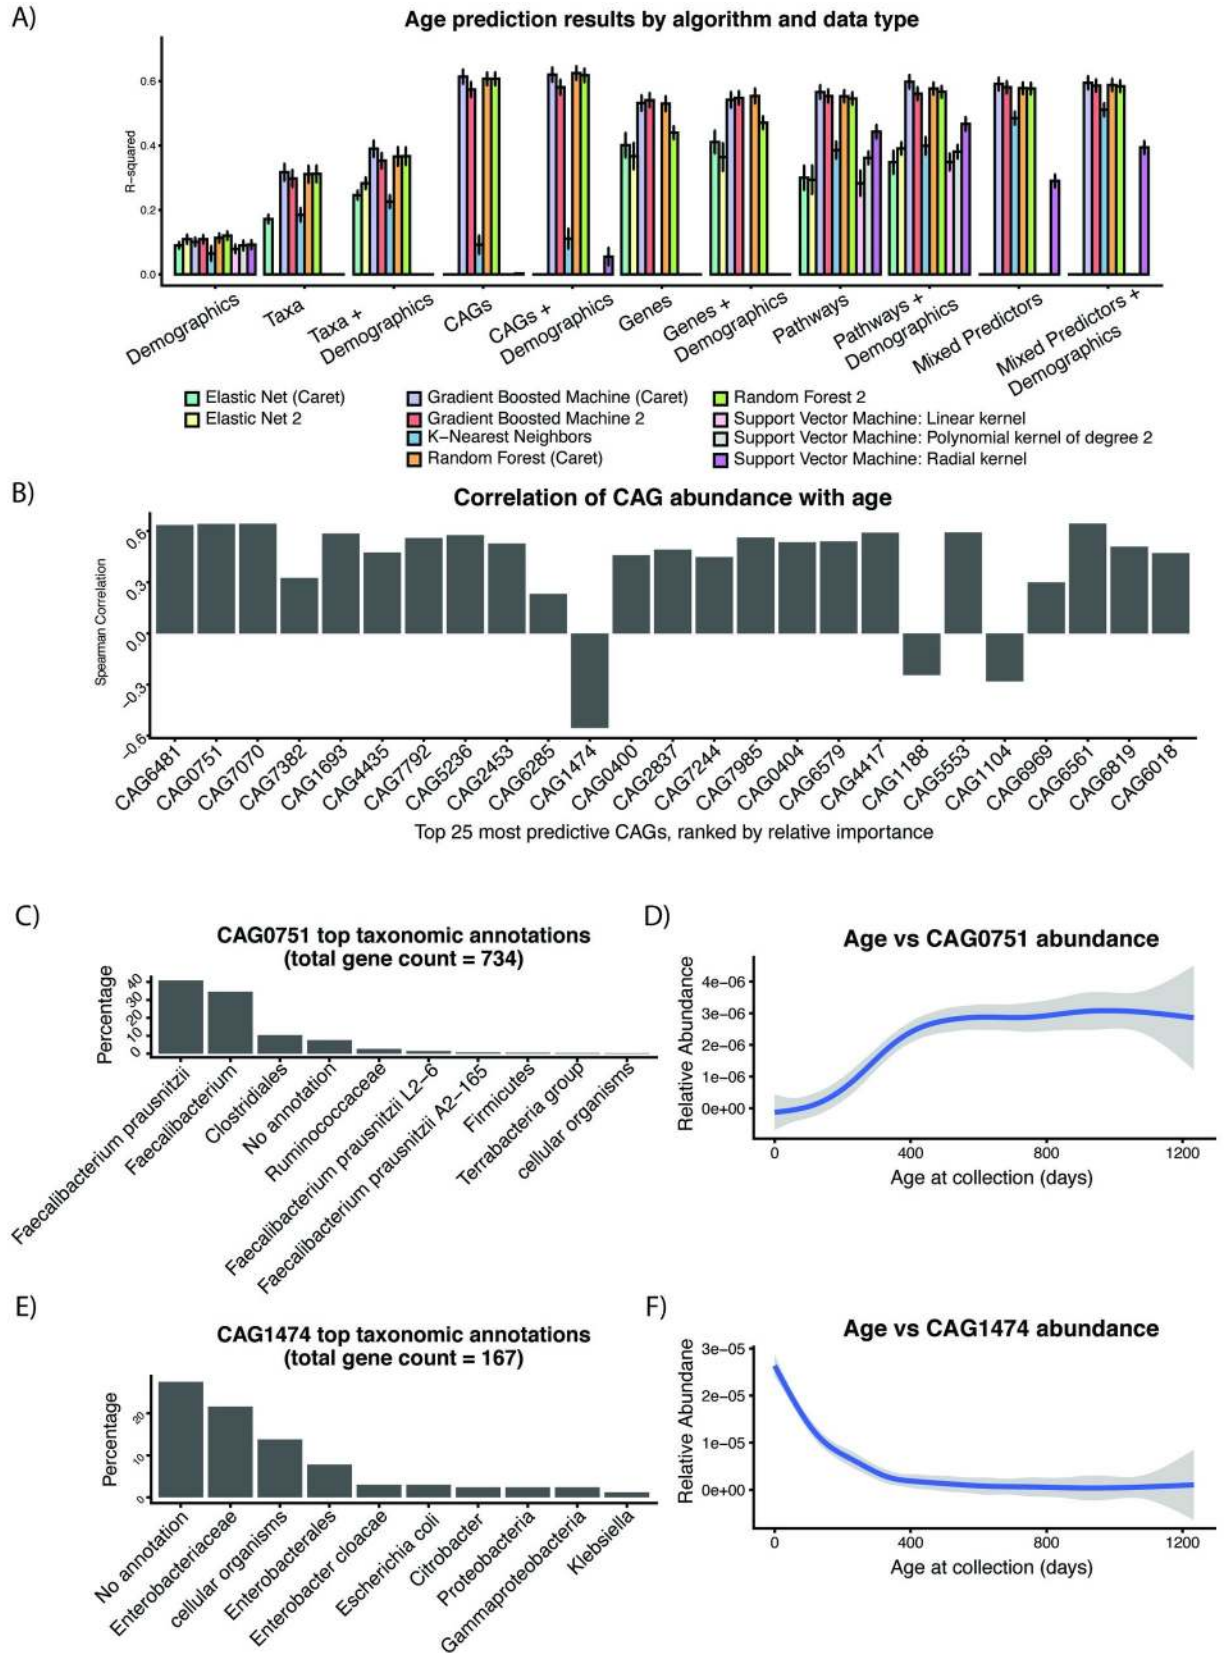 A)
Age prediction results by algorithm and data type
R-squared
0.6
0.4
0.2
0.0
Demographics
Taxa
Taxa +
Demographics
CAGs
CAGs +
Demographics
Genes
Genes +
Demographics
Pathways
Pathways +
Demographics
Mixed Predictors
Mixed Predictors +
Demographics
Elastic Net (Caret)
Elastic Net 2
Gradient Boosted Machine (Caret)
Gradient Boosted Machine 2
K-Nearest Neighbors
Random Forest (Caret)
Random Forest 2
Support Vector Machine: Linear kernel
Support Vector Machine: Polynomial kernel of degree 2
Support Vector Machine: Radial kernel
B)
Correlation of CAG abundance with age
Spearman Correlation
0.6
0.3
0.0
-0.3
-0.6
CAG6481
CAG0751
CAG7070
CAG7382
CAG1693
CAG4435
CAG7792
CAG5236
CAG2453
CAG6285
CAG1474
CAG0400
CAG2837
CAG7244
CAG7985
CAG0404
CAG6579
CAG4417
CAG1188
CAG5553
CAG1104
CAG6969
CAG6561
CAG6819
CAG6018
Top 25 most predictive CAGs, ranked by relative importance
C)
CAG0751 top taxonomic annotations
(total gene count = 734)
Percentage
40
30
20
10
0
Faecalibacterium prausnitzii
Faecalibacterium
Clostridiales
No annotation
Ruminococcaceae
Faecalibacterium prausnitzii L2-6
Faecalibacterium prausnitzii A2-165
Firmicutes
Terrabacteria group
cellular organisms
D)
Age vs CAG0751 abundance
Relative Abundance
4e-06
3e-06
2e-06
1e-06
0e+00
0
400
800
1200
Age at collection (days)
E)
CAG1474 top taxonomic annotations
(total gene count = 167)
Percentage
20
10
0
No annotation
Enterobacteriaceae
cellular organisms
Enterobacterales
Enterobacter cloacae
Escherichia coli
Citrobacter
Proteobacteria
Gammaproteobacteria
Klebsiella
F)
Age vs CAG1474 abundance
Relative Abundane
3e-05
2e-05
1e-05
0e+00
0
400
800
1200
Age at collection (days)